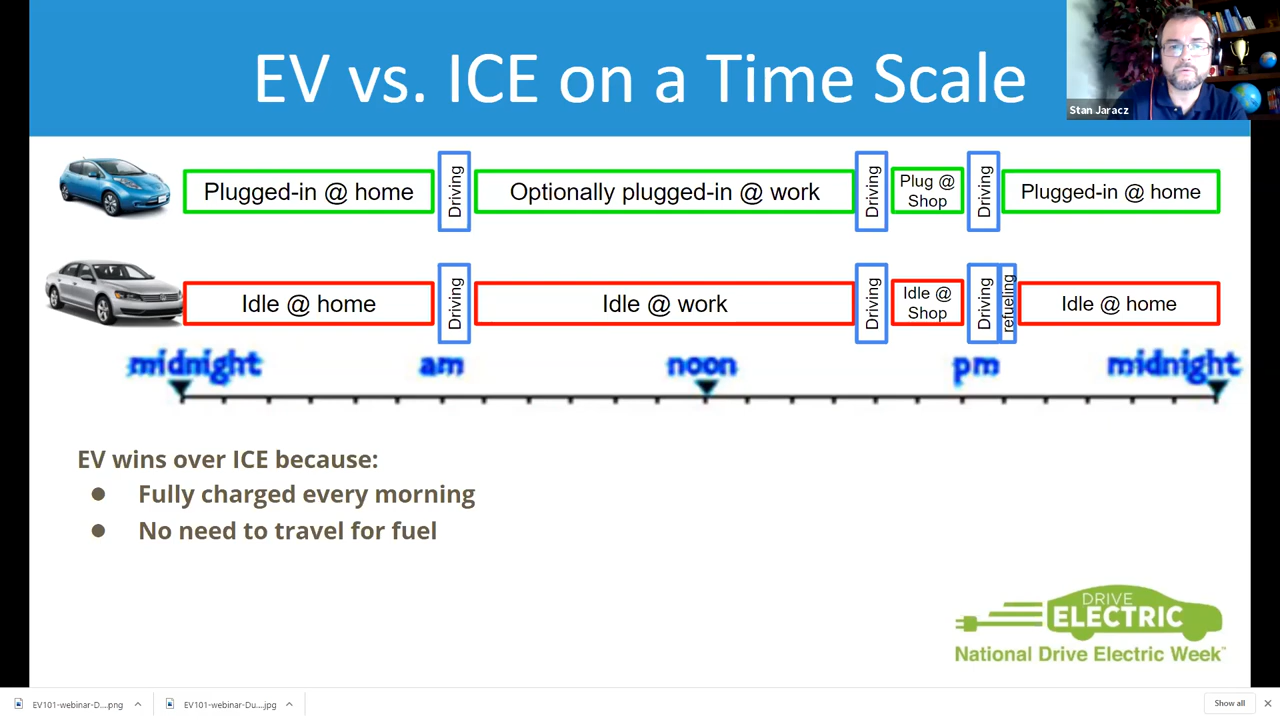 EV vs. ICE on a Time Scale
Stan Jaracz
Plugged-in @ home
Driving
Optionally plugged-in @ work
Driving
Plug @
Shop
Driving
Plugged-in @ home
Idle @ home
Driving
Idle @ work
Driving
Idle @
Shop
Driving
refueling
Idle @ home
midnight
am
noon
pm
midnight
EV wins over ICE because:
● Fully charged every morning
● No need to travel for fuel
DRIVE
ELECTRIC
National Drive Electric Week™
EV101-webinar-D....png
EV101-webinar-Du....jpg
Show all